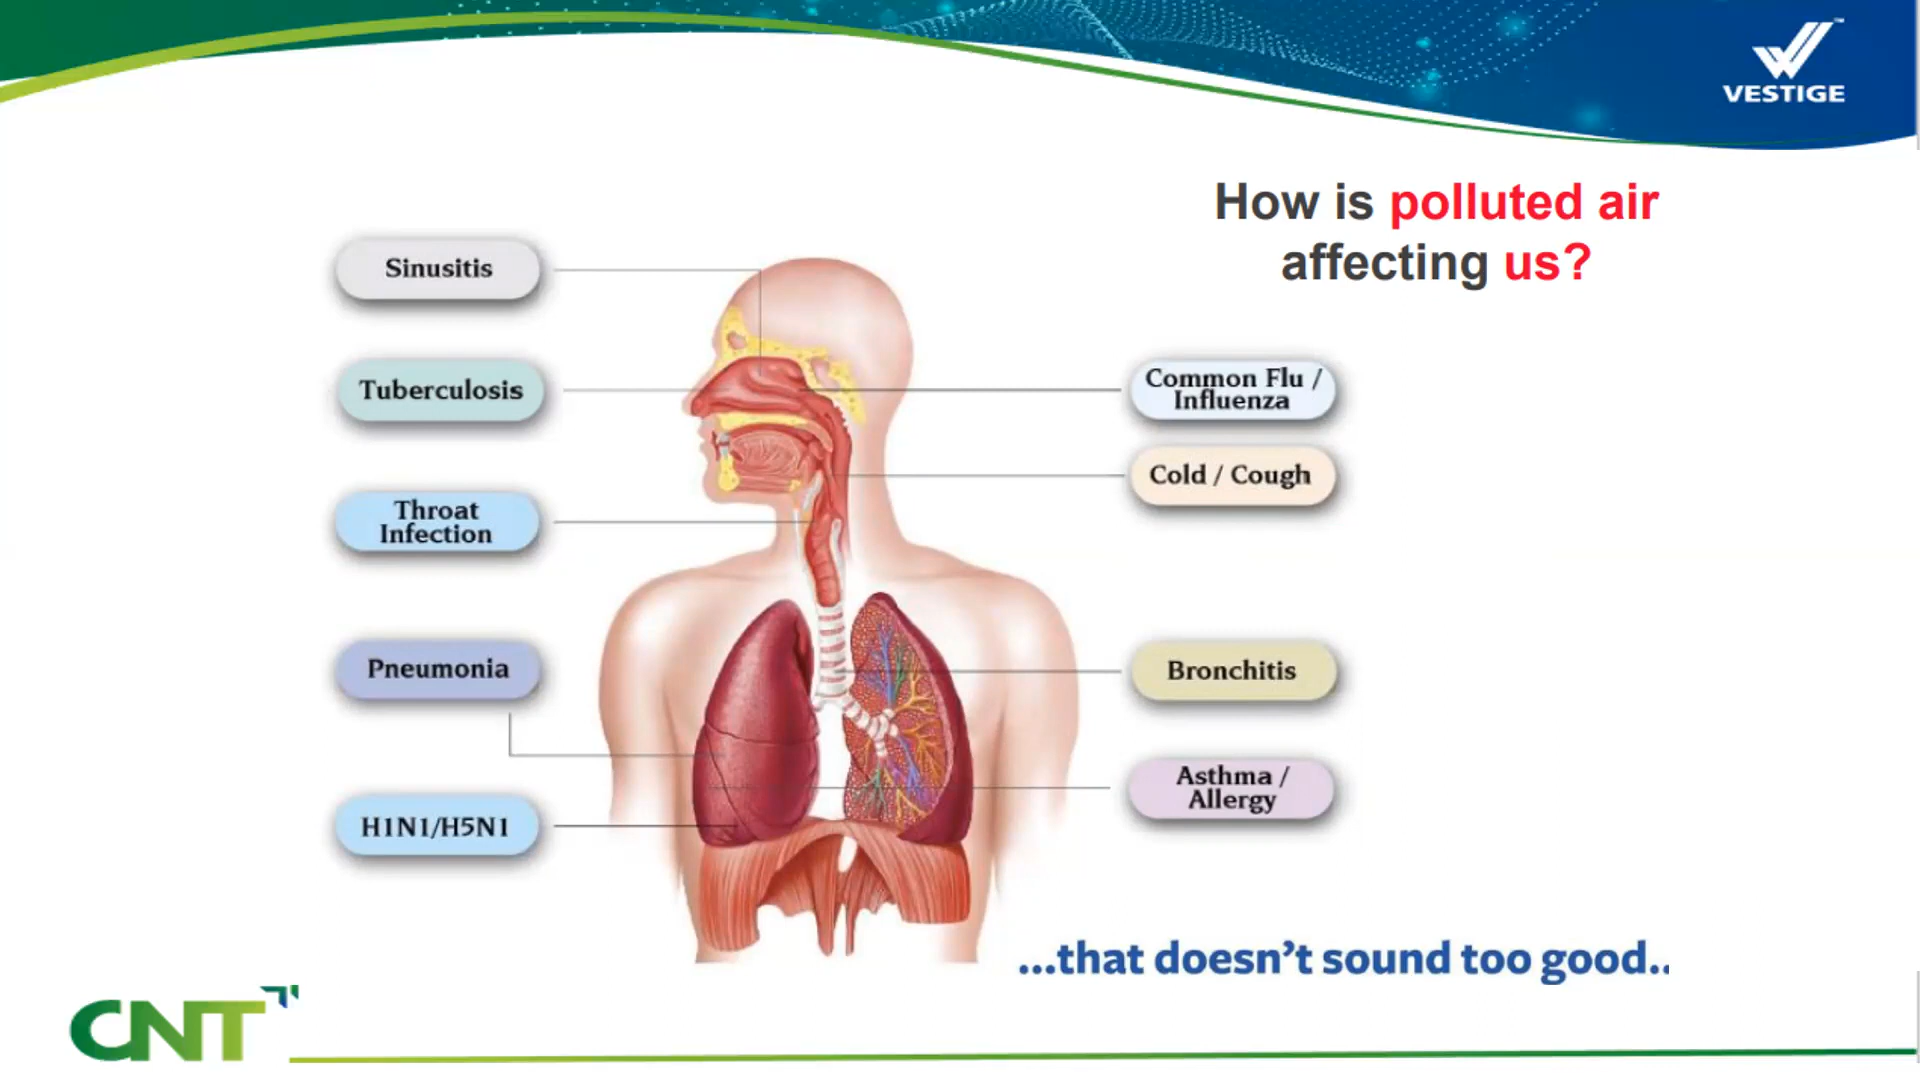 VESTIGE
How is polluted air
affecting us?
Sinusitis
Tuberculosis
Throat
Infection
Pneumonia
H1N1/H5N1
Common Flu /
Influenza
Cold / Cough
Bronchitis
Asthma /
Allergy
...that doesn't sound too good..
CNT